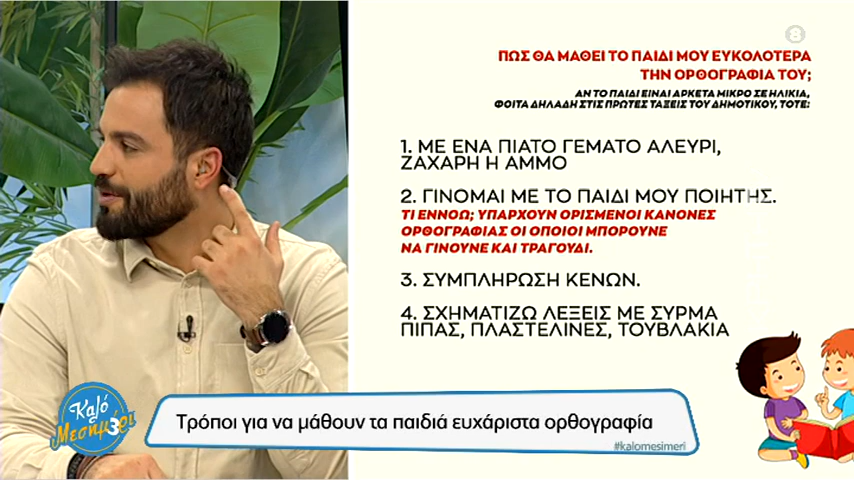 8
ΠΩΣ ΘΑ ΜΑΘΕΙ ΤΟ ΠΑΙΔΙ ΜΟΥ ΕΥΚΟΛΟΤΕΡΑ
ΤΗΝ ΟΡΘΟΓΡΑΦΙΑ ΤΟΥ;
ΑΝ ΤΟ ΠΑΙΔΙ ΕΙΝΑΙ ΑΡΚΕΤΑ ΜΙΚΡΟ ΣΕ ΗΛΙΚΙΑ,
ΦΟΙΤΑ ΔΗΛΑΔΗ ΣΤΙΣ ΠΡΩΤΕΣ ΤΑΞΕΙΣ ΤΟΥ ΔΗΜΟΤΙΚΟΥ, ΤΟΤΕ:
1. ΜΕ ΕΝΑ ΠΙΑΤΟ ΓΕΜΑΤΟ ΑΛΕΥΡΙ,
ΖΑΧΑΡΗ Η ΑΜΜΟ
2. ΓΙΝΟΜΑΙ ΜΕ ΤΟ ΠΑΙΔΙ ΜΟΥ ΠΟΙΗΤΗΣ.
ΤΙ ΕΝΝΟΩ; ΥΠΑΡΧΟΥΝ ΟΡΙΣΜΕΝΟΙ ΚΑΝΟΝΕΣ
ΟΡΘΟΓΡΑΦΙΑΣ ΟΙ ΟΠΟΙΟΙ ΜΠΟΡΟΥΝΕ
ΝΑ ΓΙΝΟΥΝΕ ΚΑΙ ΤΡΑΓΟΥΔΙ.
3. ΣΥΜΠΛΗΡΩΣΗ ΚΕΝΩΝ.
4. ΣΧΗΜΑΤΙΖΩ ΛΕΞΕΙΣ ΜΕ ΣΥΡΜΑ
ΠΙΠΑΣ, ΠΛΑΣΤΕΛΙΝΕΣ, ΤΟΥΒΛΑΚΙΑ
Καλό
Μεσημ3ρι
Τρόποι για να μάθουν τα παιδιά ευχάριστα ορθογραφία
#kalomesimeri